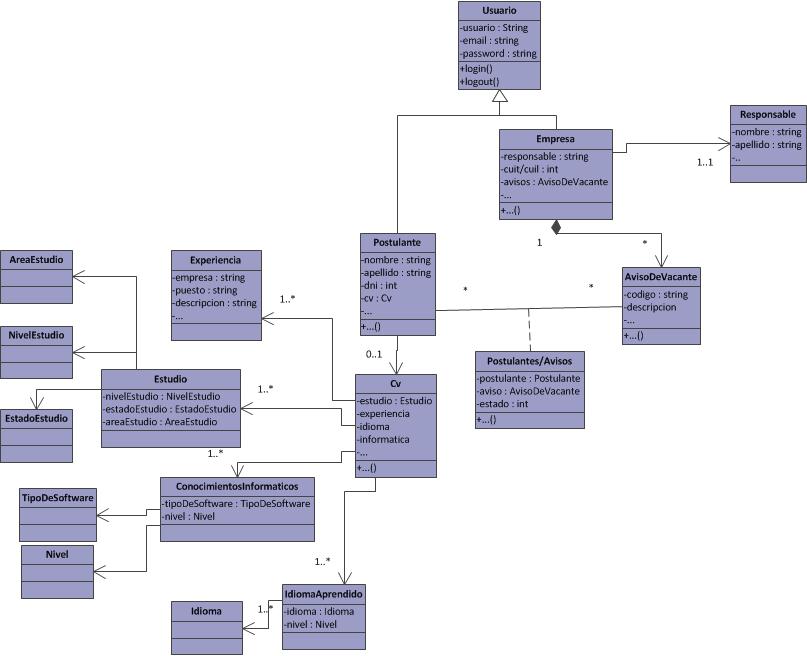 Usuario
-usuario : String
-email : string
-password : string
+login()
+logout()
Responsable
-nombre : string
-apellido : string
-..
1..1
Empresa
-responsable : string
-cuit/cuil : int
-avisos : AvisoDeVacante
-...
+...()
1
*
Postulante
-nombre : string
-apellido : string
-dni : int
-cv : Cv
-...
+...()
*
*
AvisoDeVacante
-codigo : string
-descripcion
-...
+...()
AreaEstudio
Experiencia
-empresa : string
-puesto : string
-descripcion : string
-...
1..*
NivelEstudio
0..1
Postulantes/Avisos
-postulante : Postulante
-aviso : AvisoDeVacante
-estado : int
+...()
Estudio
-nivelEstudio : NivelEstudio
-estadoEstudio : EstadoEstudio
-areaEstudio : AreaEstudio
1..*
Cv
-estudio : Estudio
-experiencia
-idioma
-informatica
-...
+...()
EstadoEstudio
1..*
ConocimientosInformaticos
-tipoDeSoftware : TipoDeSoftware
-nivel : Nivel
TipoDeSoftware
Nivel
1..*
IdiomaAprendido
-idioma : Idioma
-nivel : Nivel
1..*
Idioma